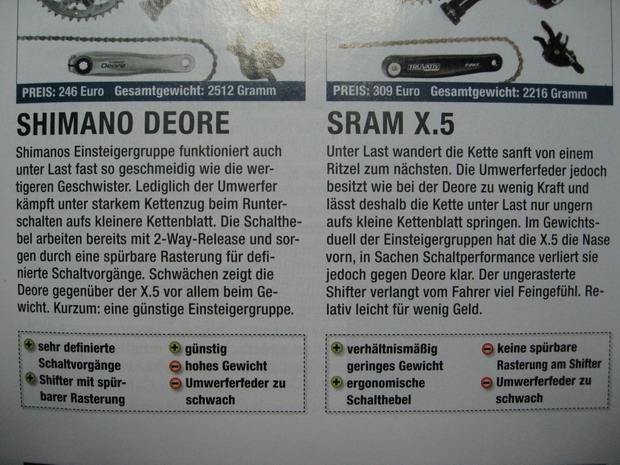 Deore
TRUVATIV
PREIS: 246 Euro Gesamtgewicht: 2512 Gramm
SHIMANO DEORE
Shimanos Einsteigergruppe funktioniert auch
unter Last fast so geschmeidig wie die wer-
tigeren Geschwister. Lediglich der Umwerfer
kämpft unter starkem Kettenzug beim Runter-
schalten aufs kleinere Kettenblatt. Die Schalthe-
bel arbeiten bereits mit 2-Way-Release und sor-
gen durch eine spürbare Rasterung für defi-
nierte Schaltvorgänge. Schwächen zeigt die
Deore gegenüber der X.5 vor allem beim Ge-
wicht. Kurzum: eine günstige Einsteigergruppe.
sehr definierte
Schaltvorgänge
Shifter mit spür-
barer Rasterung
günstig
hohes Gewicht
Umwerferfeder zu
schwach
PREIS: 309 Euro Gesamtgewicht: 2216 Gramm
SRAM X.5
Unter Last wandert die Kette sanft von einem
Ritzel zum nächsten. Die Umwerferfeder jedoch
besitzt wie bei der Deore zu wenig Kraft und
lässt deshalb die Kette unter Last nur ungern
aufs kleine Kettenblatt springen. Im Gewichts-
duell der Einsteigergruppen hat die X.5 die Nase
vorn, in Sachen Schaltperformance verliert sie
jedoch gegen Deore klar. Der ungerasterte
Shifter verlangt vom Fahrer viel Feingefühl. Re-
lativ leicht für wenig Geld.
verhältnismäßig
geringes Gewicht
ergonomische
Schalthebel
keine spürbare
Rasterung am Shifter
Umwerferfeder zu
schwach